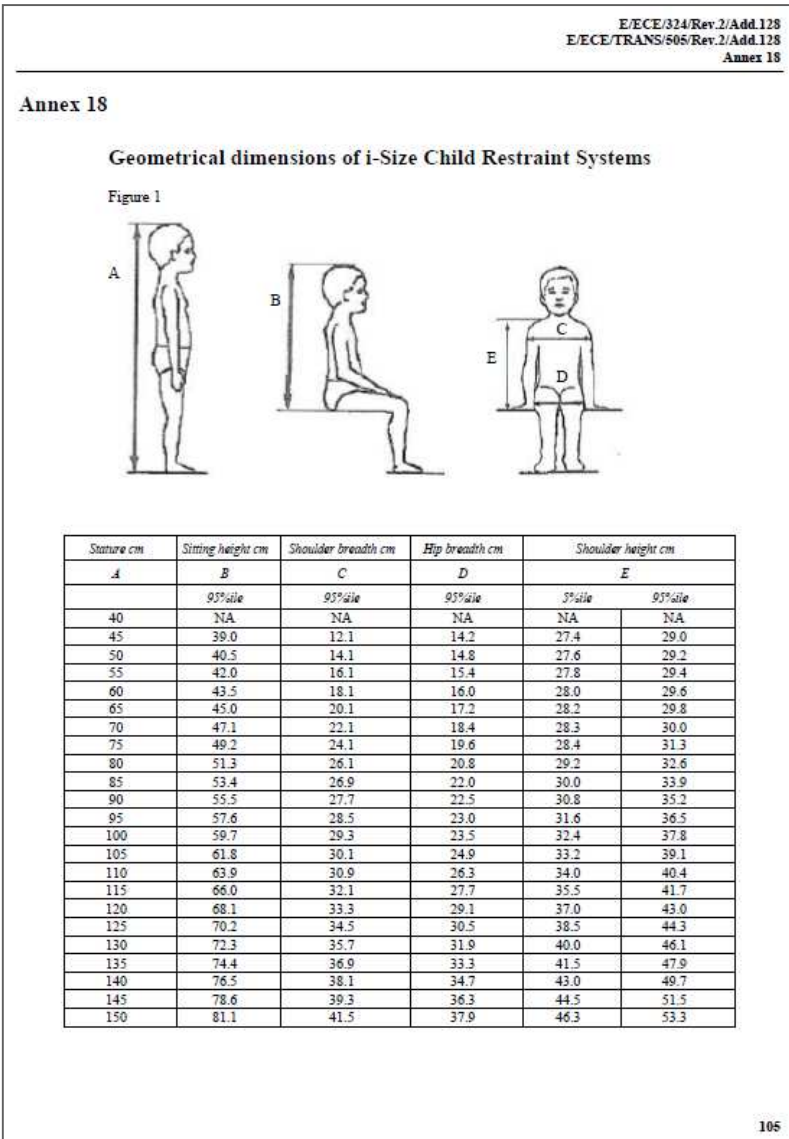 E/ECE/324/Rev.2/Add.128
E/ECE/TRANS/505/Rev.2/Add.128
Annex 18
Annex 18
Geometrical dimensions of i-Size Child Restraint Systems
Figure 1
A
B
C
E
D
Stature cm Sitting height cm Shoulder breadth cm Hip breadth cm Shoulder height cm
A B C D E
95%ile 95%ile 95%ile 5%ile 95%ile
40 NA NA NA NA NA
45 39.0 12.1 14.2 27.4 29.0
50 40.5 14.1 14.8 27.6 29.2
55 42.0 16.1 15.4 27.8 29.4
60 43.5 18.1 16.0 28.0 29.6
65 45.0 20.1 17.2 28.2 29.8
70 47.1 22.1 18.4 28.3 30.0
75 49.2 24.1 19.6 28.4 31.3
80 51.3 26.1 20.8 29.2 32.6
85 53.4 26.9 22.0 30.0 33.9
90 55.5 27.7 22.5 30.8 35.2
95 57.6 28.5 23.0 31.6 36.5
100 59.7 29.3 23.5 32.4 37.8
105 61.8 30.1 24.9 33.2 39.1
110 63.9 30.9 26.3 34.0 40.4
115 66.0 32.1 27.7 35.5 41.7
120 68.1 33.3 29.1 37.0 43.0
125 70.2 34.5 30.5 38.5 44.3
130 72.3 35.7 31.9 40.0 46.1
135 74.4 36.9 33.3 41.5 47.9
140 76.5 38.1 34.7 43.0 49.7
145 78.6 39.3 36.3 44.5 51.5
150 81.1 41.5 37.9 46.3 53.3
105